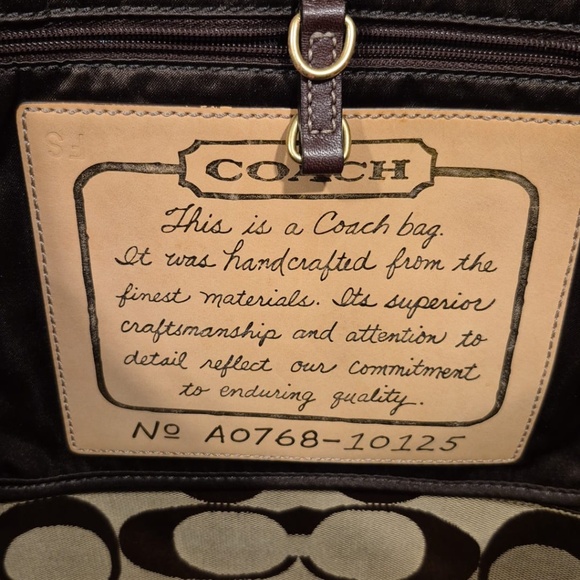 COACH
This is a Coach bag.
It was handcrafted from the
finest materials. Its superior
craftsmanship and attention to
detail reflect our commitment
to enduring quality.
No A0768-10125